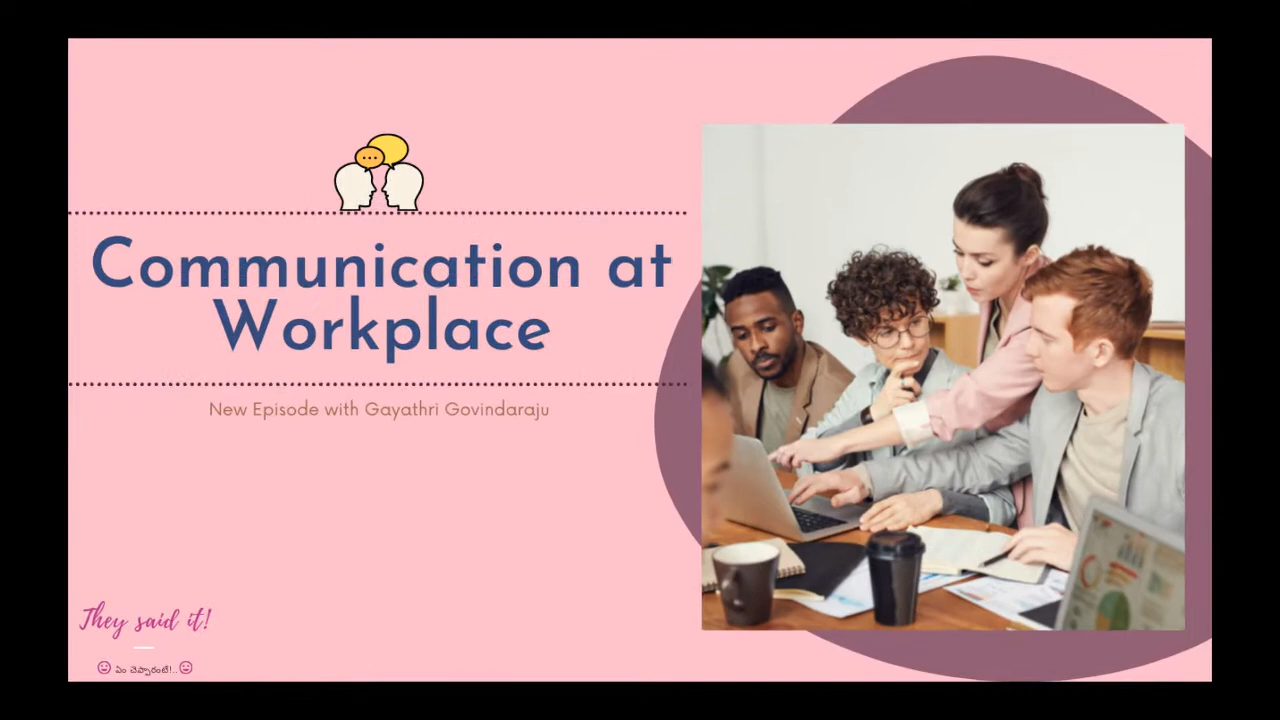 Communication at
Workplace
New Episode with Gayathri Govindaraju
They said it!
ఏం చెప్పారంటే!..